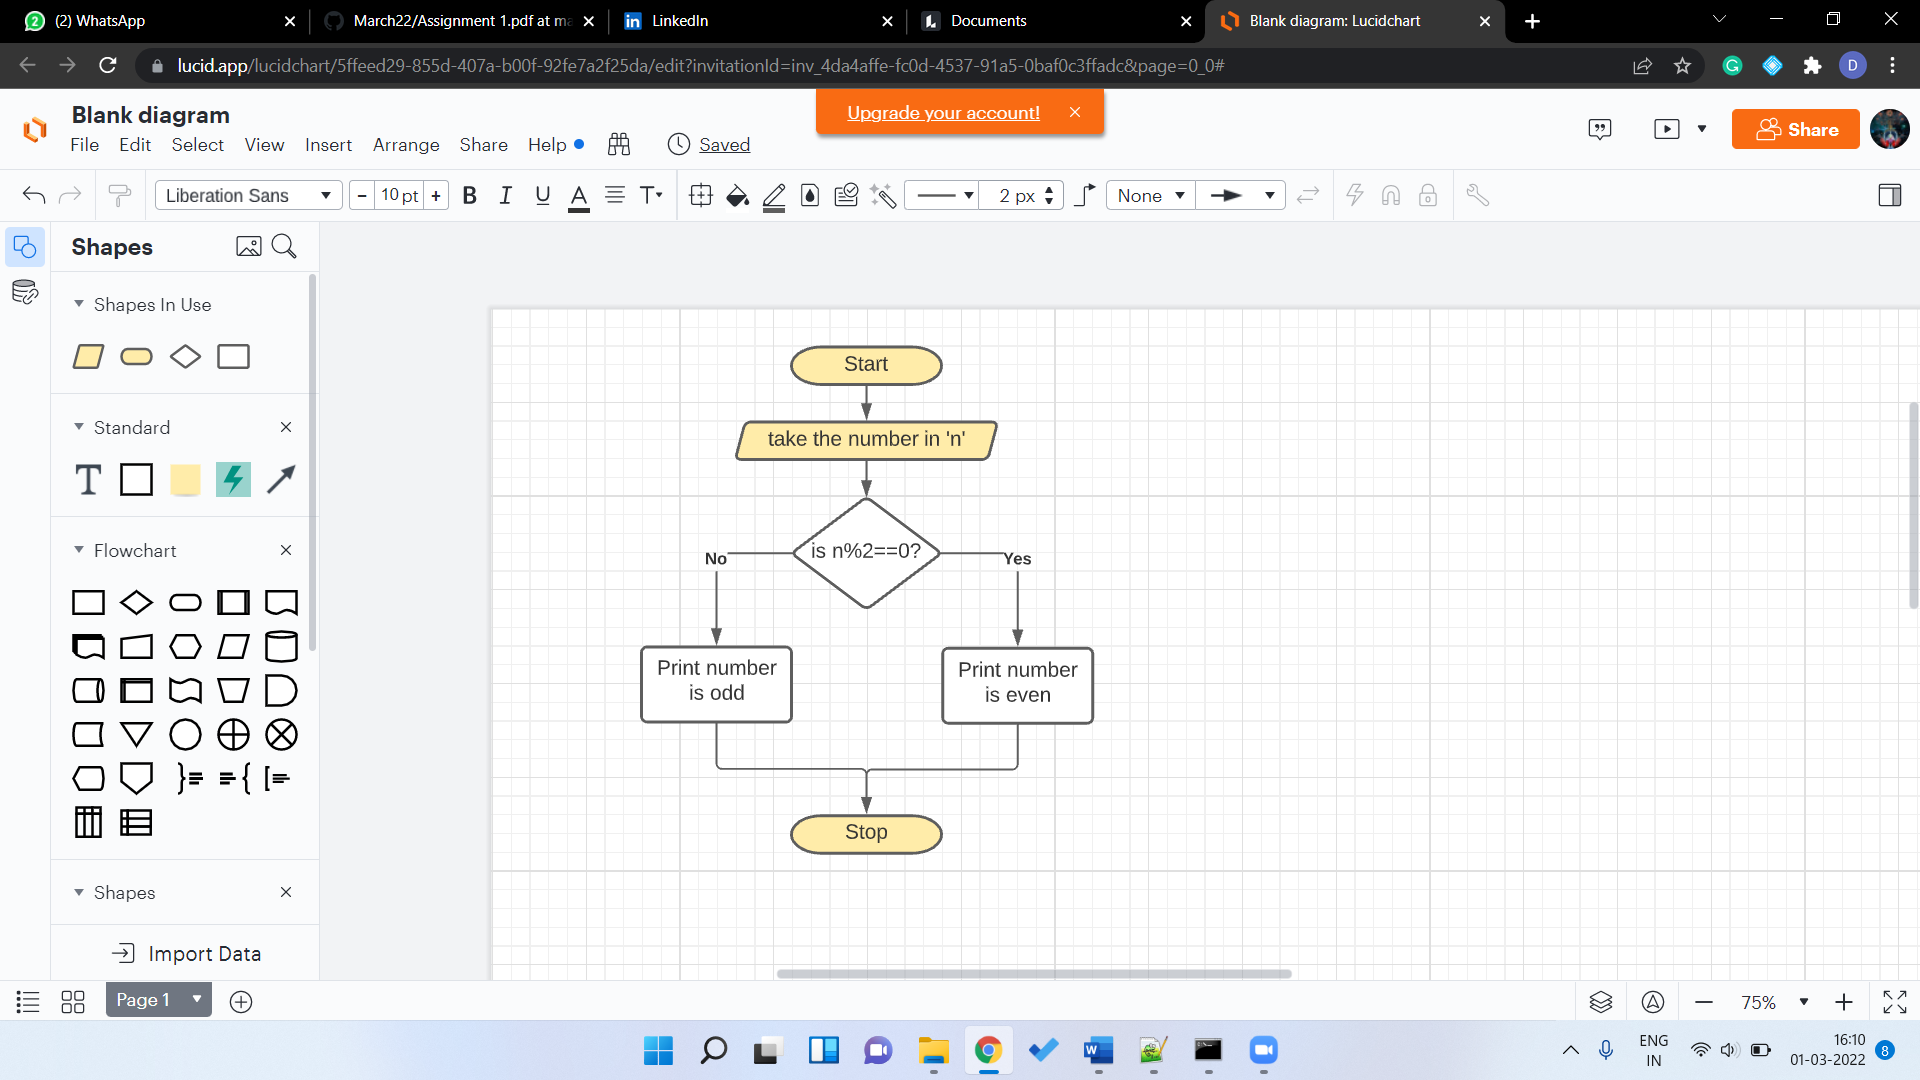 (2) WhatsApp
March22/Assignment 1.pdf at ma
LinkedIn
Documents
Blank diagram: Lucidchart
lucid.app/lucidchart/5ffeed29-855d-407a-b00f-92fe7a2f25da/edit?invitationId=inv_4da4affe-fc0d-4537-91a5-0baf0c3ffadc&page=0_0#
D
Blank diagram
Upgrade your account!
File Edit Select View Insert Arrange Share Help
Saved
Share
Liberation Sans
- 10 pt +
B I U A T
2 px
None
Shapes
Shapes In Use
Standard
T
Flowchart
Shapes
Import Data
Start
take the number in 'n'
is n%2==0?
No
Yes
Print number
is odd
Print number
is even
Stop
Page 1
75%
ENG
IN
16:10
01-03-2022
8